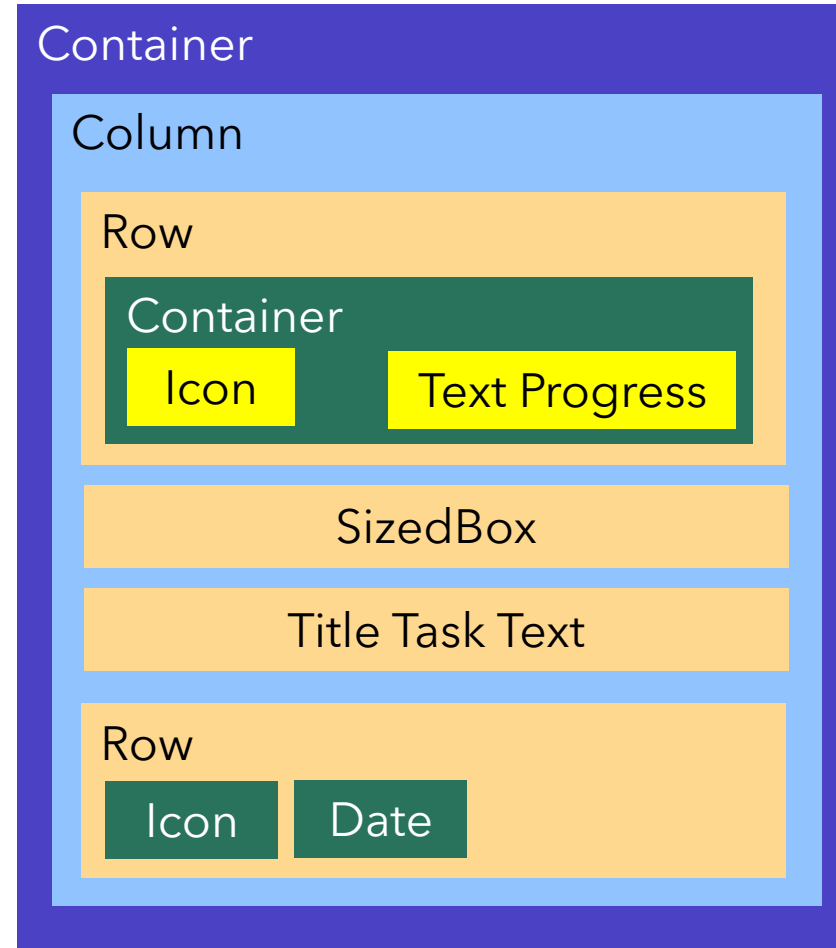 Container
Column
Row
Container
Icon
Text Progress
SizedBox
Title Task Text
Row
Icon
Date